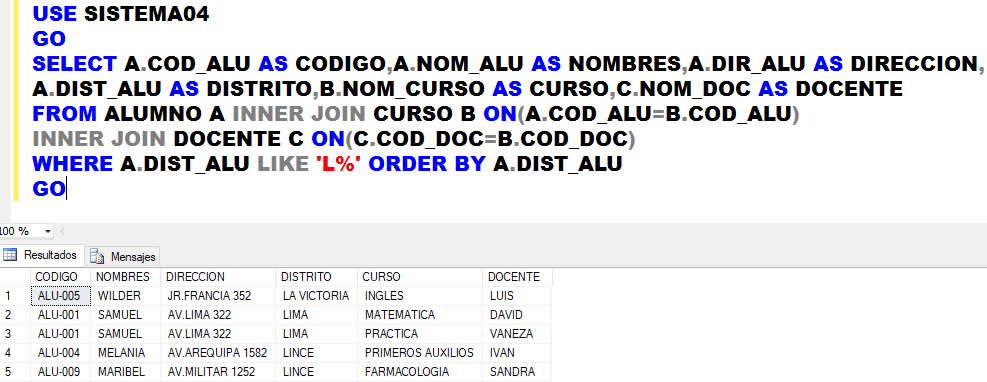 USE SISTEMA04
GO
SELECT A.COD_ALU AS CODIGO,A.NOM_ALU AS NOMBRES,A.DIR_ALU AS DIRECCION,
A.DIST_ALU AS DISTRITO,B.NOM_CURSO AS CURSO,C.NOM_DOC AS DOCENTE
FROM ALUMNO A INNER JOIN CURSO B ON(A.COD_ALU=B.COD_ALU)
INNER JOIN DOCENTE C ON(C.COD_DOC=B.COD_DOC)
WHERE A.DIST_ALU LIKE 'L%' ORDER BY A.DIST_ALU
GO
100 %
Resultados Mensajes
CODIGO NOMBRES DIRECCION DISTRITO CURSO DOCENTE
1 ALU-005 WILDER JR.FRANCIA 352 LA VICTORIA INGLES LUIS
2 ALU-001 SAMUEL AV.LIMA 322 LIMA MATEMATICA DAVID
3 ALU-001 SAMUEL AV.LIMA 322 LIMA PRACTICA VANEZA
4 ALU-004 MELANIA AV.AREQUIPA 1582 LINCE PRIMEROS AUXILIOS IVAN
5 ALU-009 MARIBEL AV.MILITAR 1252 LINCE FARMACOLOGIA SANDRA